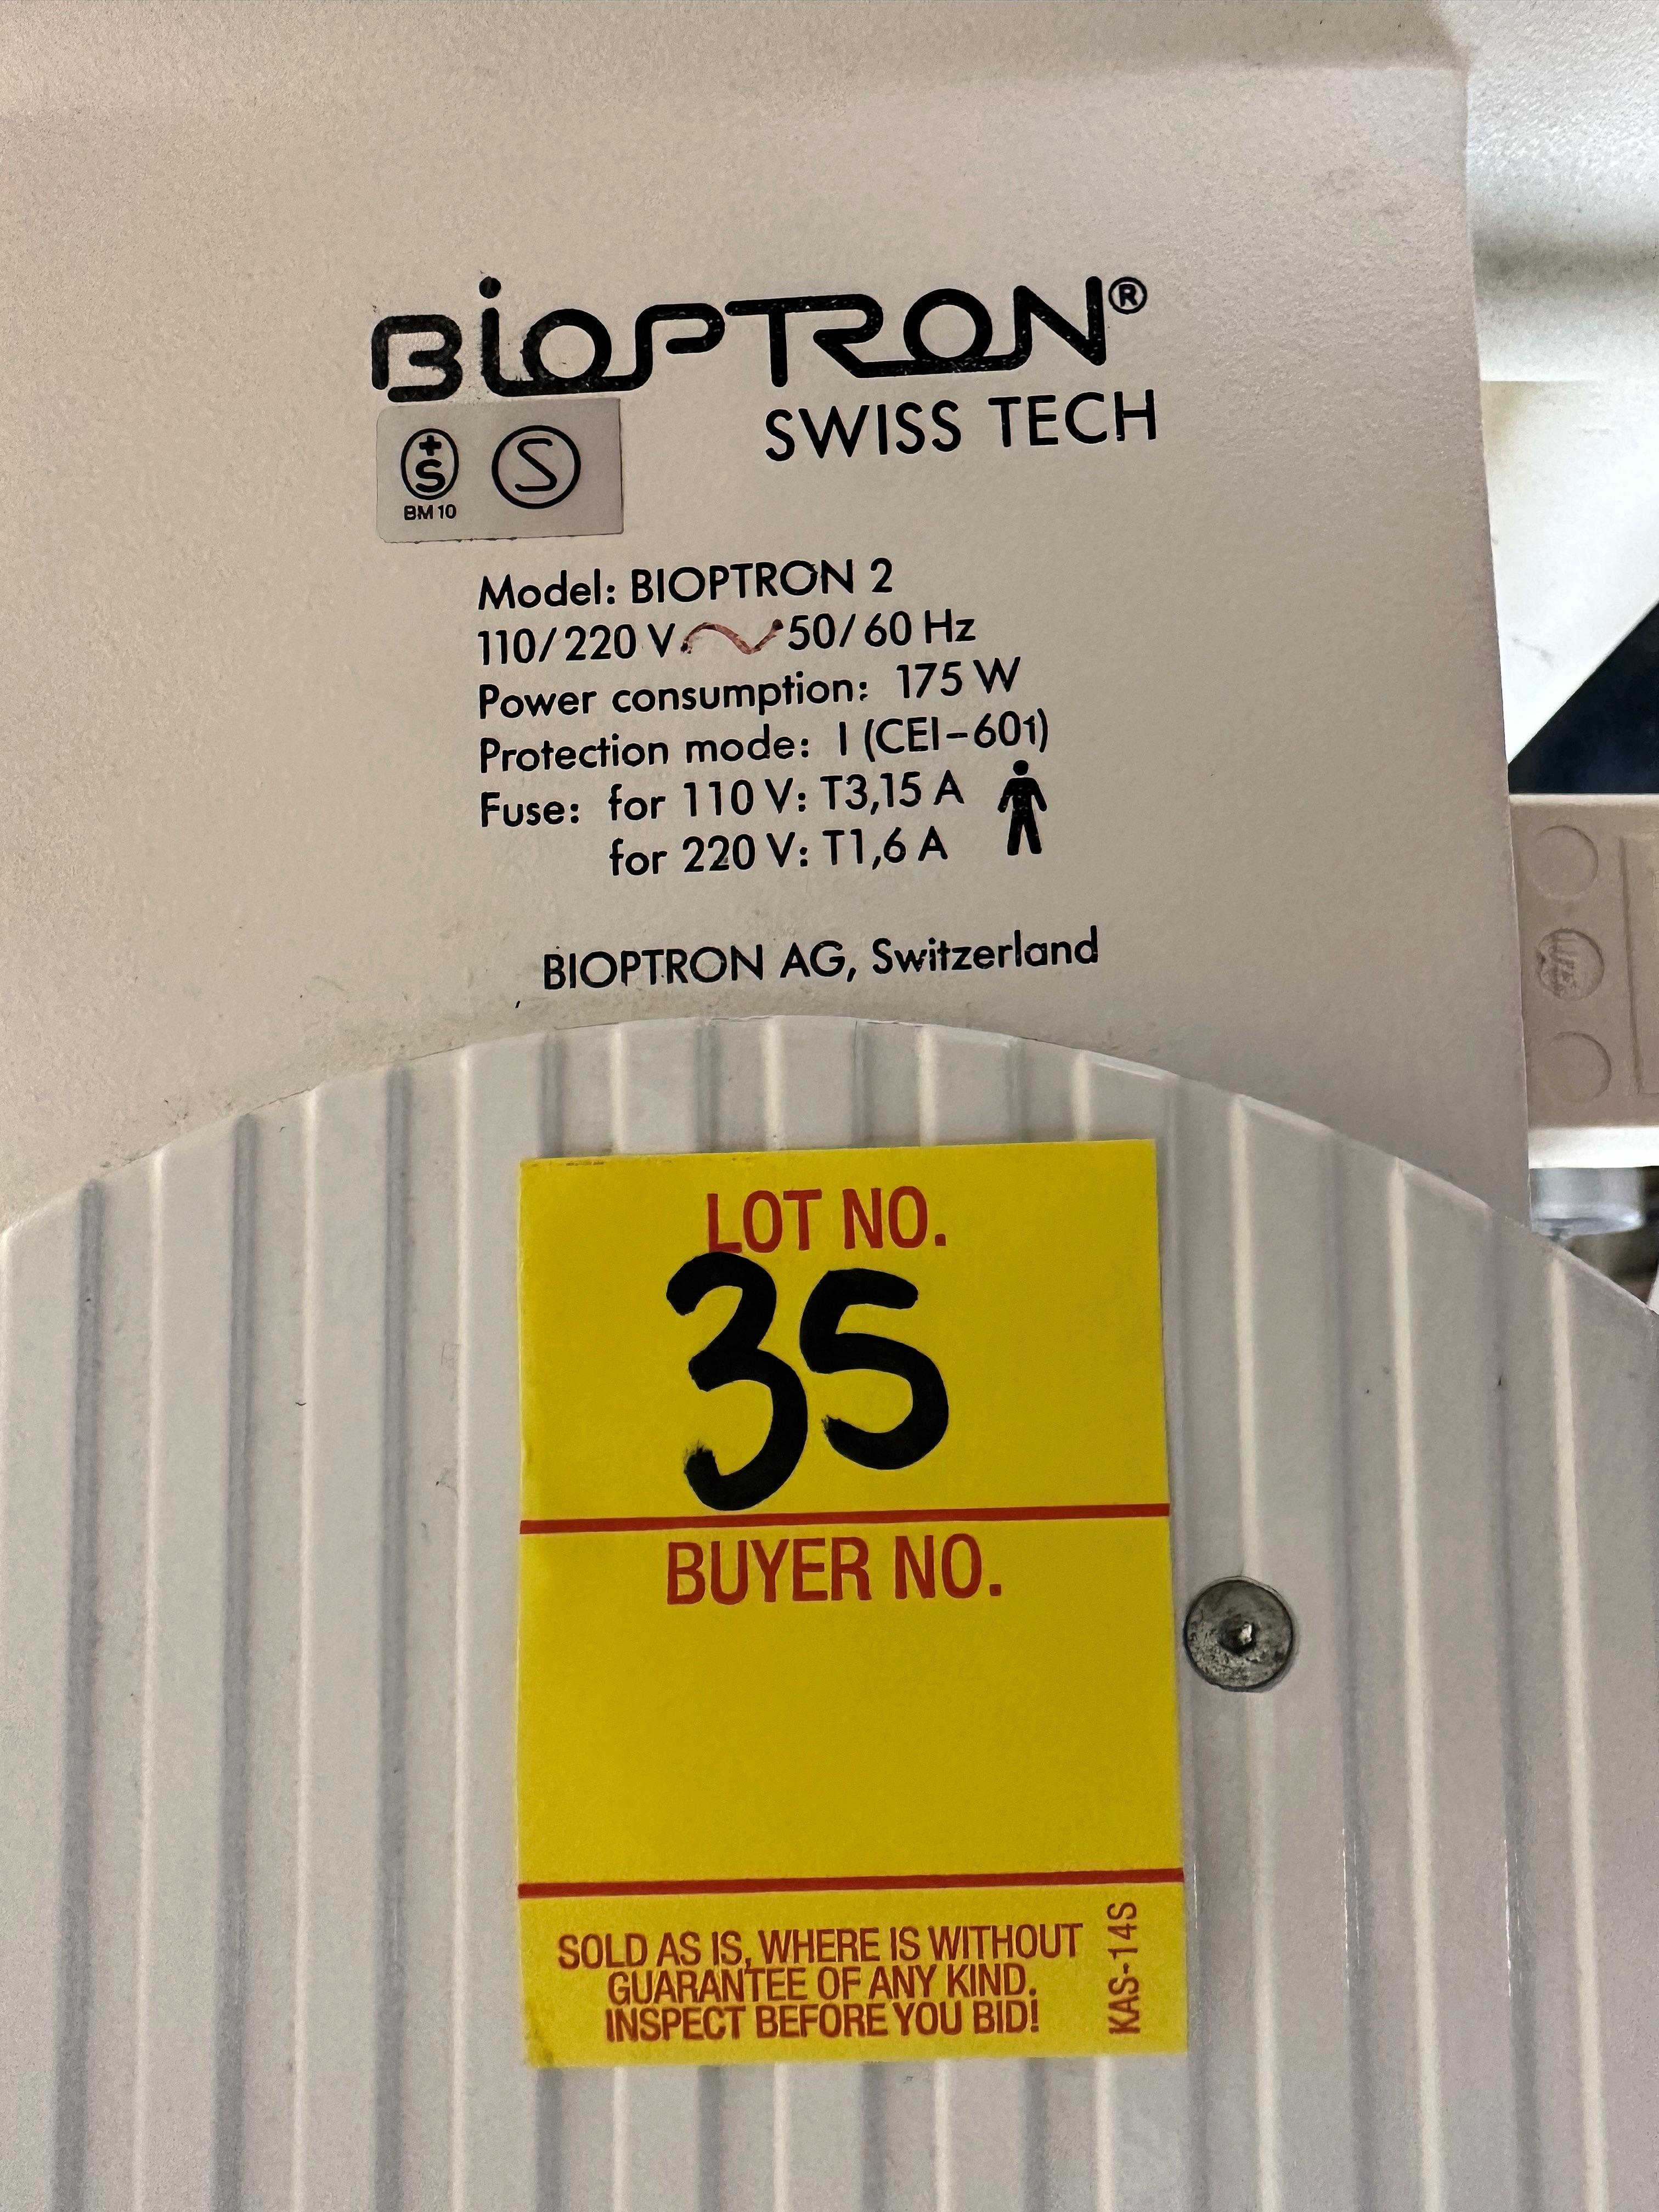 BIOPTRON®
SWISS TECH
+S S
BM 10
Model: BIOPTRON 2
110/220 V ~ 50/60 Hz
Power consumption: 175 W
Protection mode: I (CEI-601)
Fuse: for 110 V: T3,15 A
for 220 V: T1,6 A
BIOPTRON AG, Switzerland
LOT NO.
35
BUYER NO.
SOLD AS IS, WHERE IS WITHOUT
GUARANTEE OF ANY KIND.
INSPECT BEFORE YOU BID!
KAS-14S